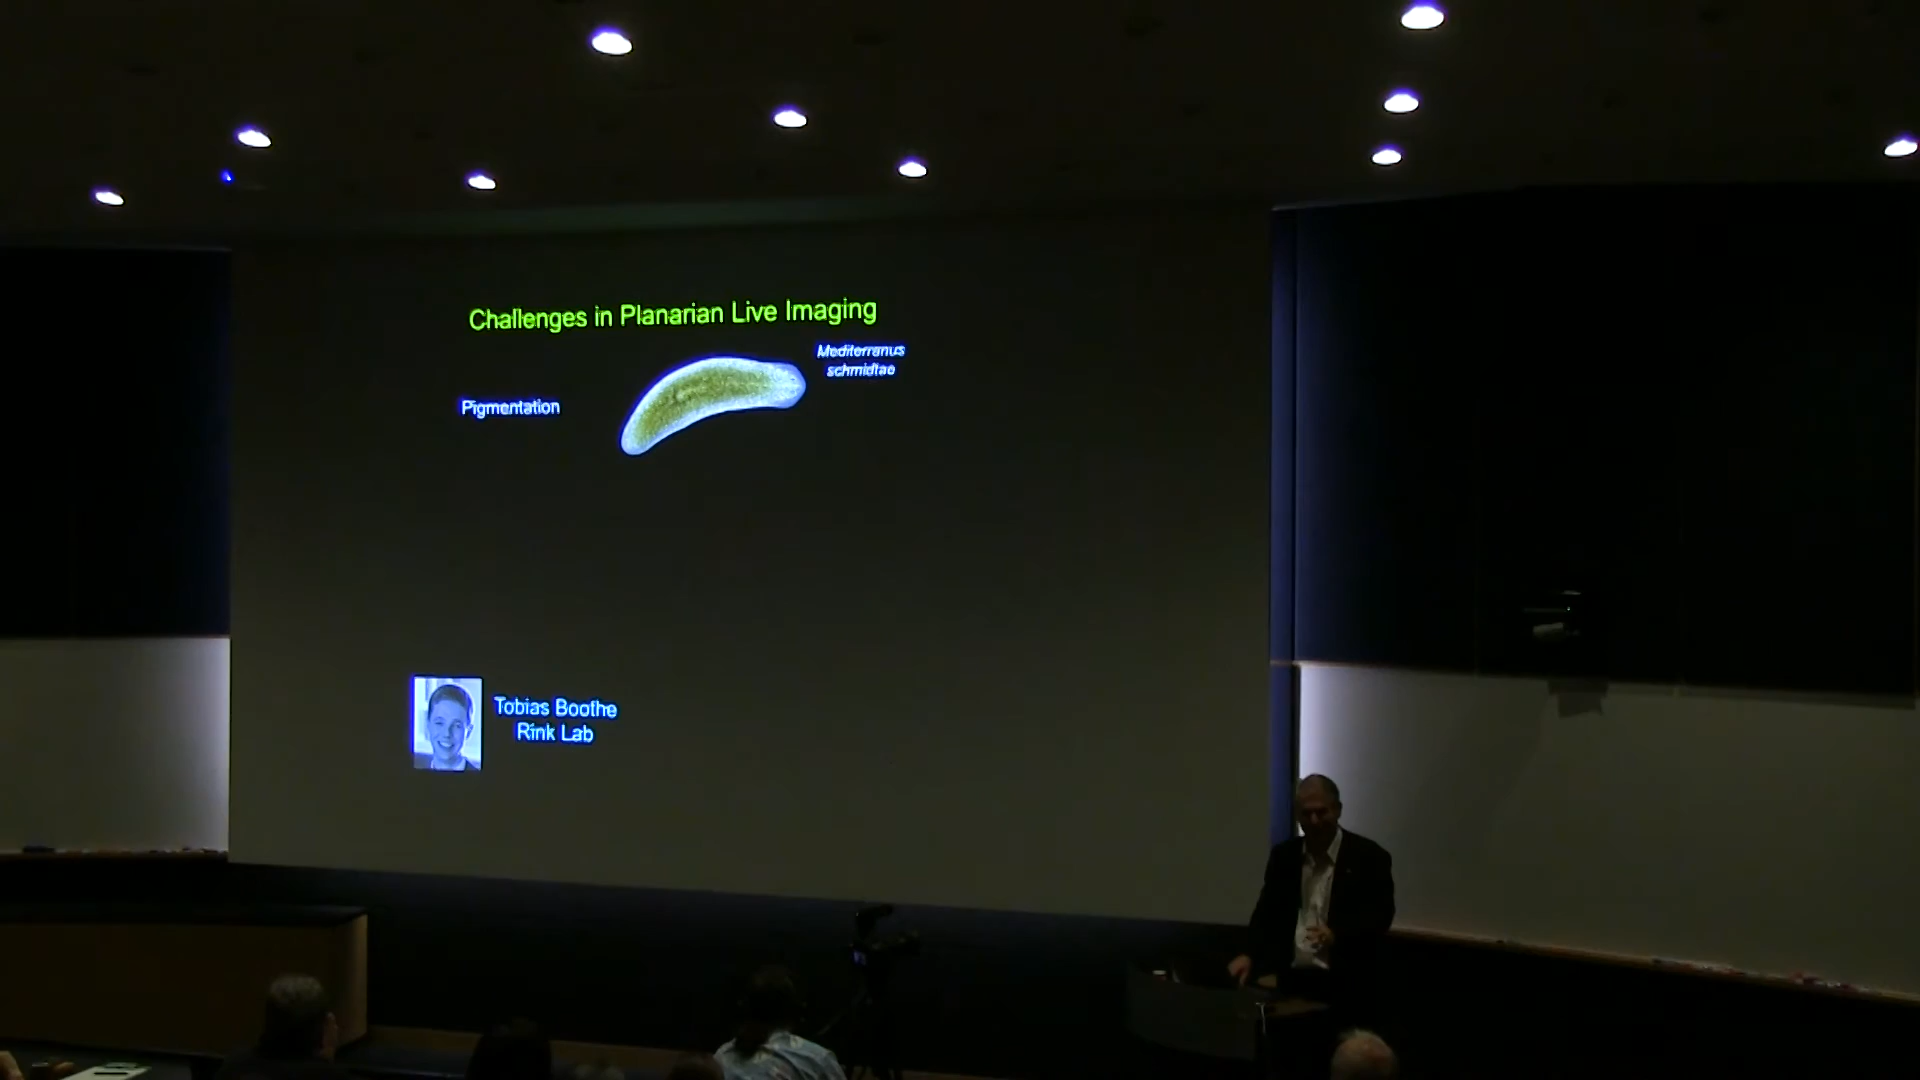 Challenges in Planarian Live Imaging
Mediterranus
schmidtae
Pigmentation
Tobias Boothe
Rink Lab